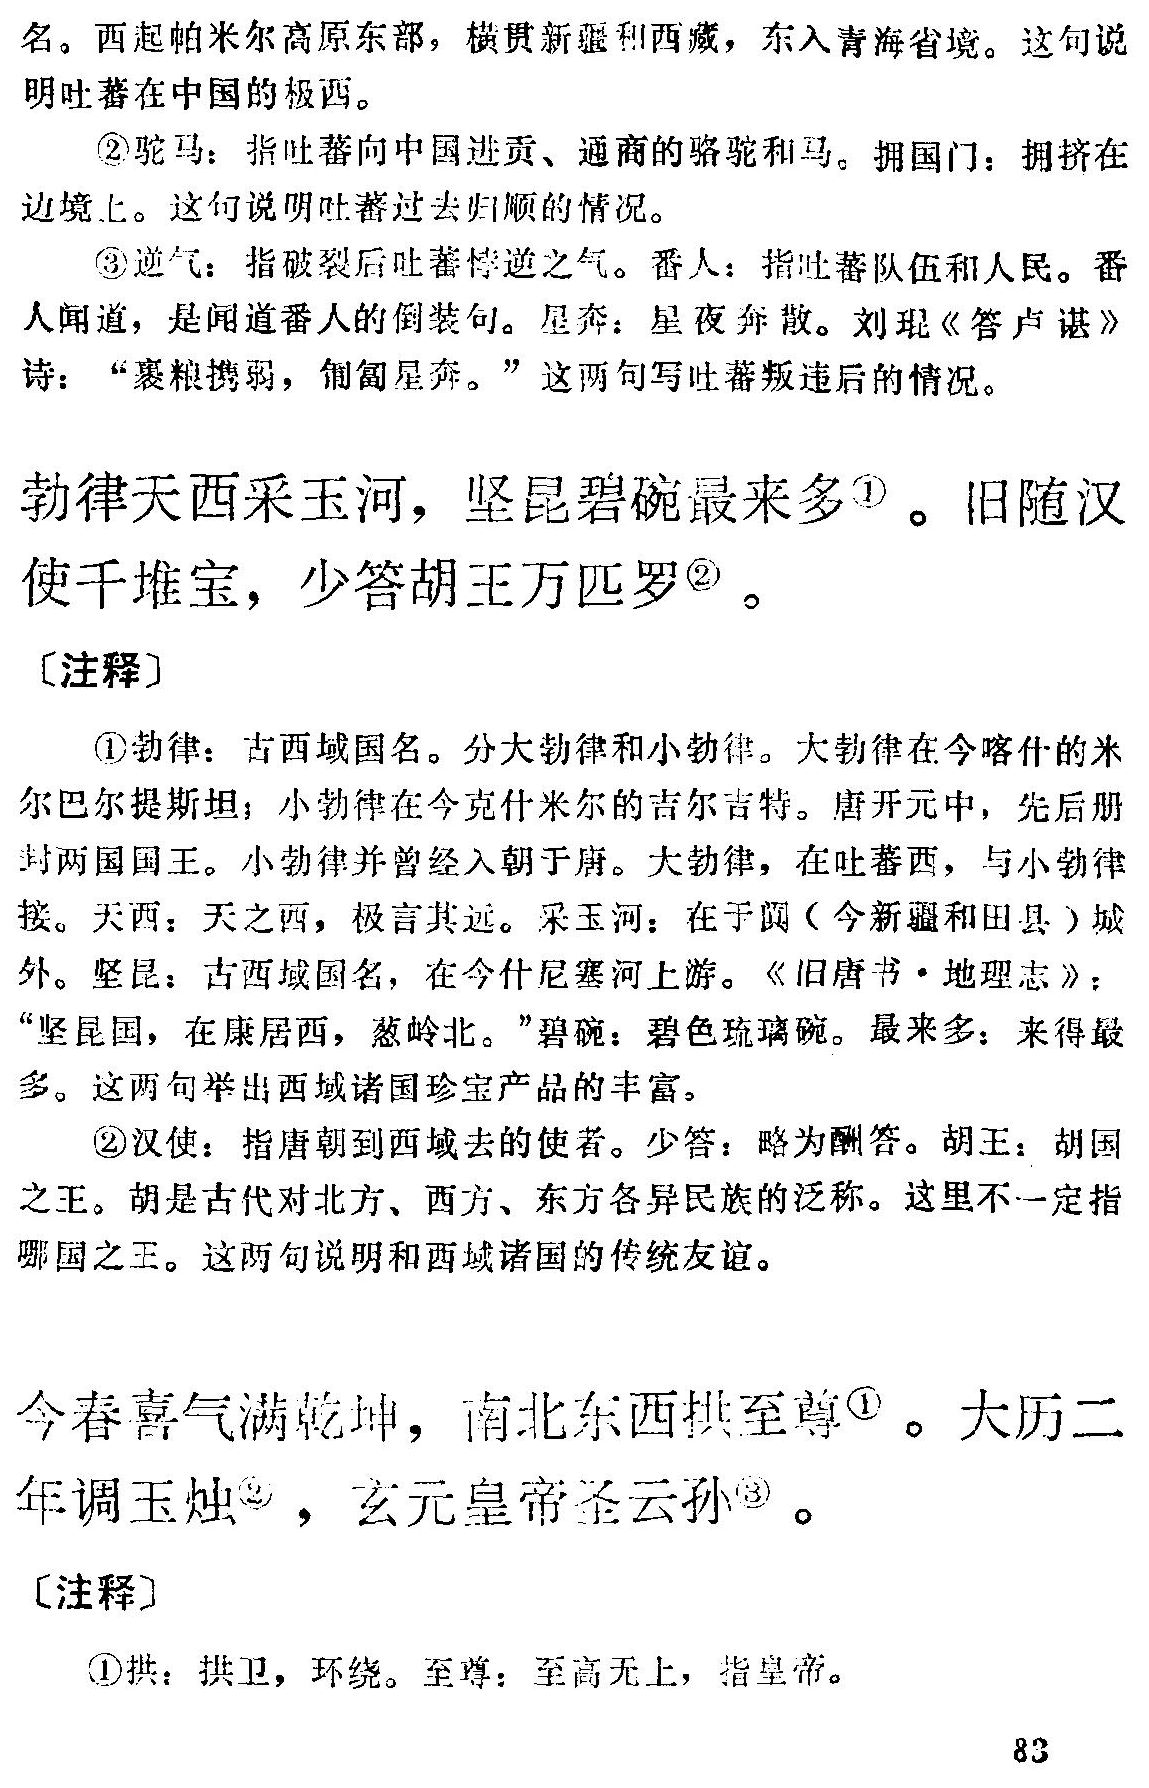 名。西起帕米尔高原东部，横贯新疆和西藏，东入青海省境。这句说
明吐蕃在中国的极西。
②驼马：指吐蕃向中国进贡、通商的骆驼和马。拥国门：拥挤在
边境上。这句说明吐蕃过去归顺的情况。
③逆气：指破裂后吐蕃悖逆之气。番人：指吐蕃队伍和人民。番
人闻道，是闻道番人的倒装句。星奔：星夜奔散。刘琨《答卢谌》
诗：“裹粮携弱，匍匐星奔。”这两句写吐蕃叛违后的情况。
勃律天西采玉河，坚昆碧碗最来多①。旧随汉
使千堆宝，少答胡王万匹罗②。
〔注释〕
①勃律：古西域国名。分大勃律和小勃律。大勃律在今喀什的米
尔巴尔提斯坦；小勃律在今克什米尔的吉尔吉特。唐开元中，先后册
封两国国王。小勃律并曾经入朝于唐。大勃律，在吐蕃西，与小勃律
接。天西：天之西，极言其远。采玉河：在于阗（今新疆和田县）城
外。坚昆：古西域国名，在今什尼塞河上游。《旧唐书·地理志》：
“坚昆国，在康居西，葱岭北。”碧碗：碧色琉璃碗。最来多：来得最
多。这两句举出西域诸国珍宝产品的丰富。
②汉使：指唐朝到西域去的使者。少答：略为酬答。胡王：胡国
之王。胡是古代对北方、西方、东方各异民族的泛称。这里不一定指
哪国之王。这两句说明和西域诸国的传统友谊。
今春喜气满乾坤，南北东西拱至尊①。大历二
年调玉烛②，玄元皇帝圣云孙③。
〔注释〕
①拱：拱卫，环绕。至尊：至高无上，指皇帝。
83